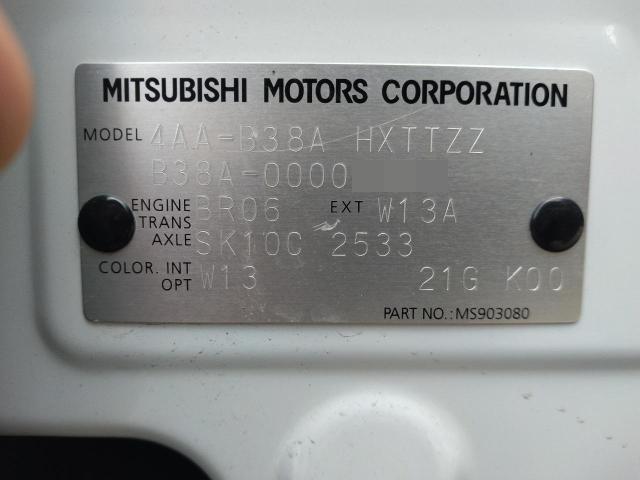 MITSUBISHI MOTORS CORPORATION
MODEL 4AA-B38A HXTTZZ
B38A-0000
ENGINE BR06 EXT W13A
TRANS
AXLE SK10C 2533
COLOR. INT W13 21G K00
OPT
PART NO.:MS903080